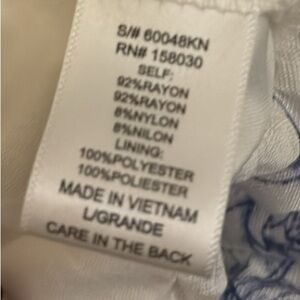 S/# 60048KN
RN# 158030
SELF:
92%RAYON
92%RAYON
8%NYLON
8%NILON
LINING:
100%POLYESTER
100%POLIESTER
MADE IN VIETNAM
L/GRANDE
CARE IN THE BACK